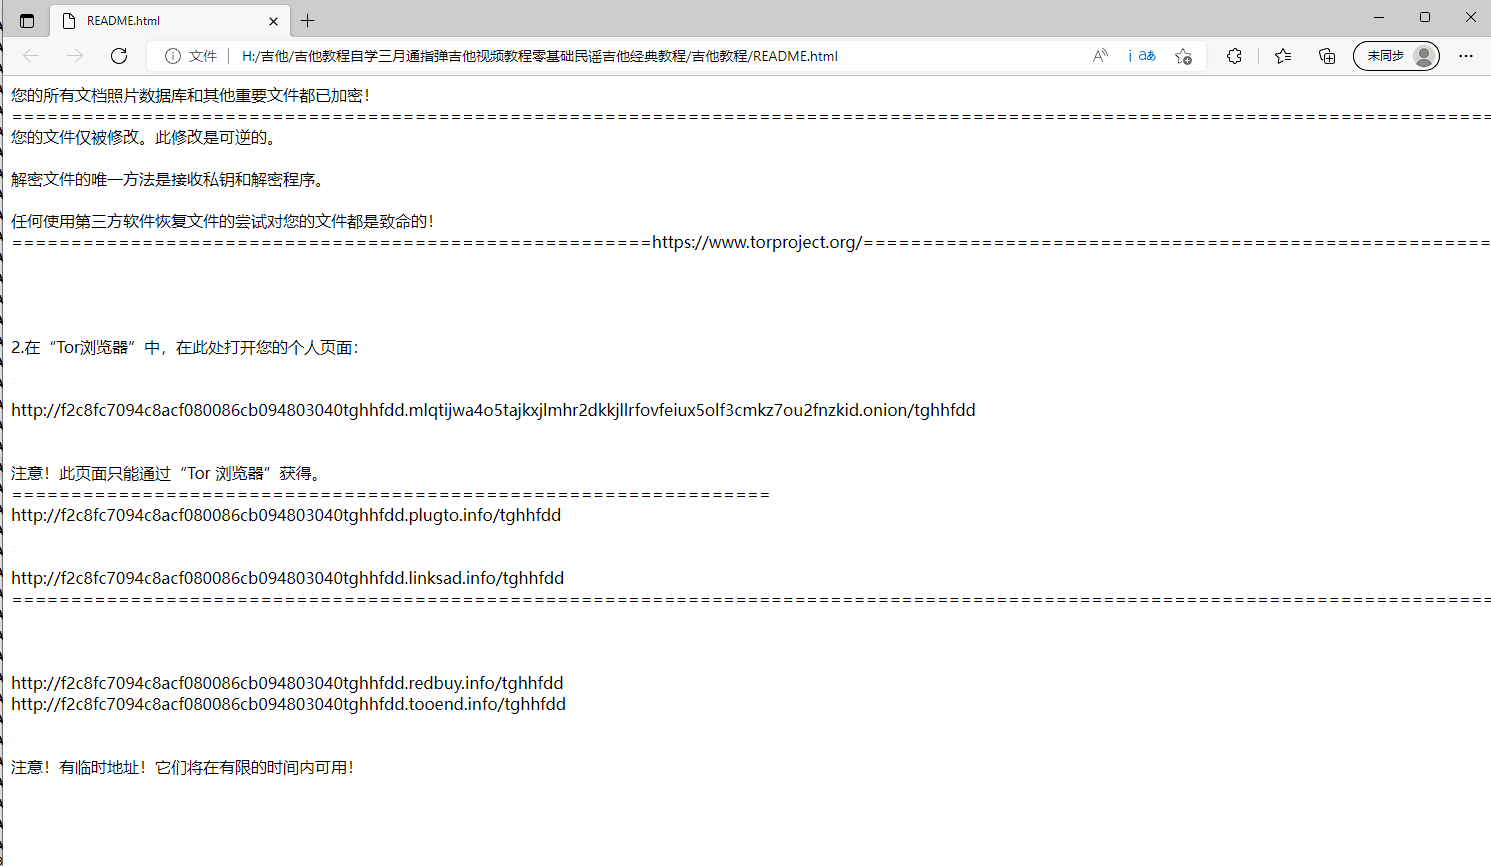 README.html
文件
H:/吉他/吉他教程自学三月通指弹吉他视频教程零基础民谣吉他经典教程/吉他教程/README.html
A
aあ
未同步
您的所有文档照片数据库和其他重要文件都已加密！
================================================================================================================================
您的文件仅被修改。此修改是可逆的。
解密文件的唯一方法是接收私钥和解密程序。
任何使用第三方软件恢复文件的尝试对您的文件都是致命的！
======================================================https://www.torproject.org/=====================================================
2.在“Tor浏览器”中，在此处打开您的个人页面：
http://f2c8fc7094c8acf080086cb094803040tghhfdd.mlqtijwa4o5tajkxjlmhr2dkkjllrfovfeiux5olf3cmkz7ou2fnzkid.onion/tghhfdd
注意！此页面只能通过“Tor 浏览器”获得。
================================================================
http://f2c8fc7094c8acf080086cb094803040tghhfdd.plugto.info/tghhfdd
http://f2c8fc7094c8acf080086cb094803040tghhfdd.linksad.info/tghhfdd
================================================================================================================================
http://f2c8fc7094c8acf080086cb094803040tghhfdd.redbuy.info/tghhfdd
http://f2c8fc7094c8acf080086cb094803040tghhfdd.tooend.info/tghhfdd
注意！有临时地址！它们将在有限的时间内可用！